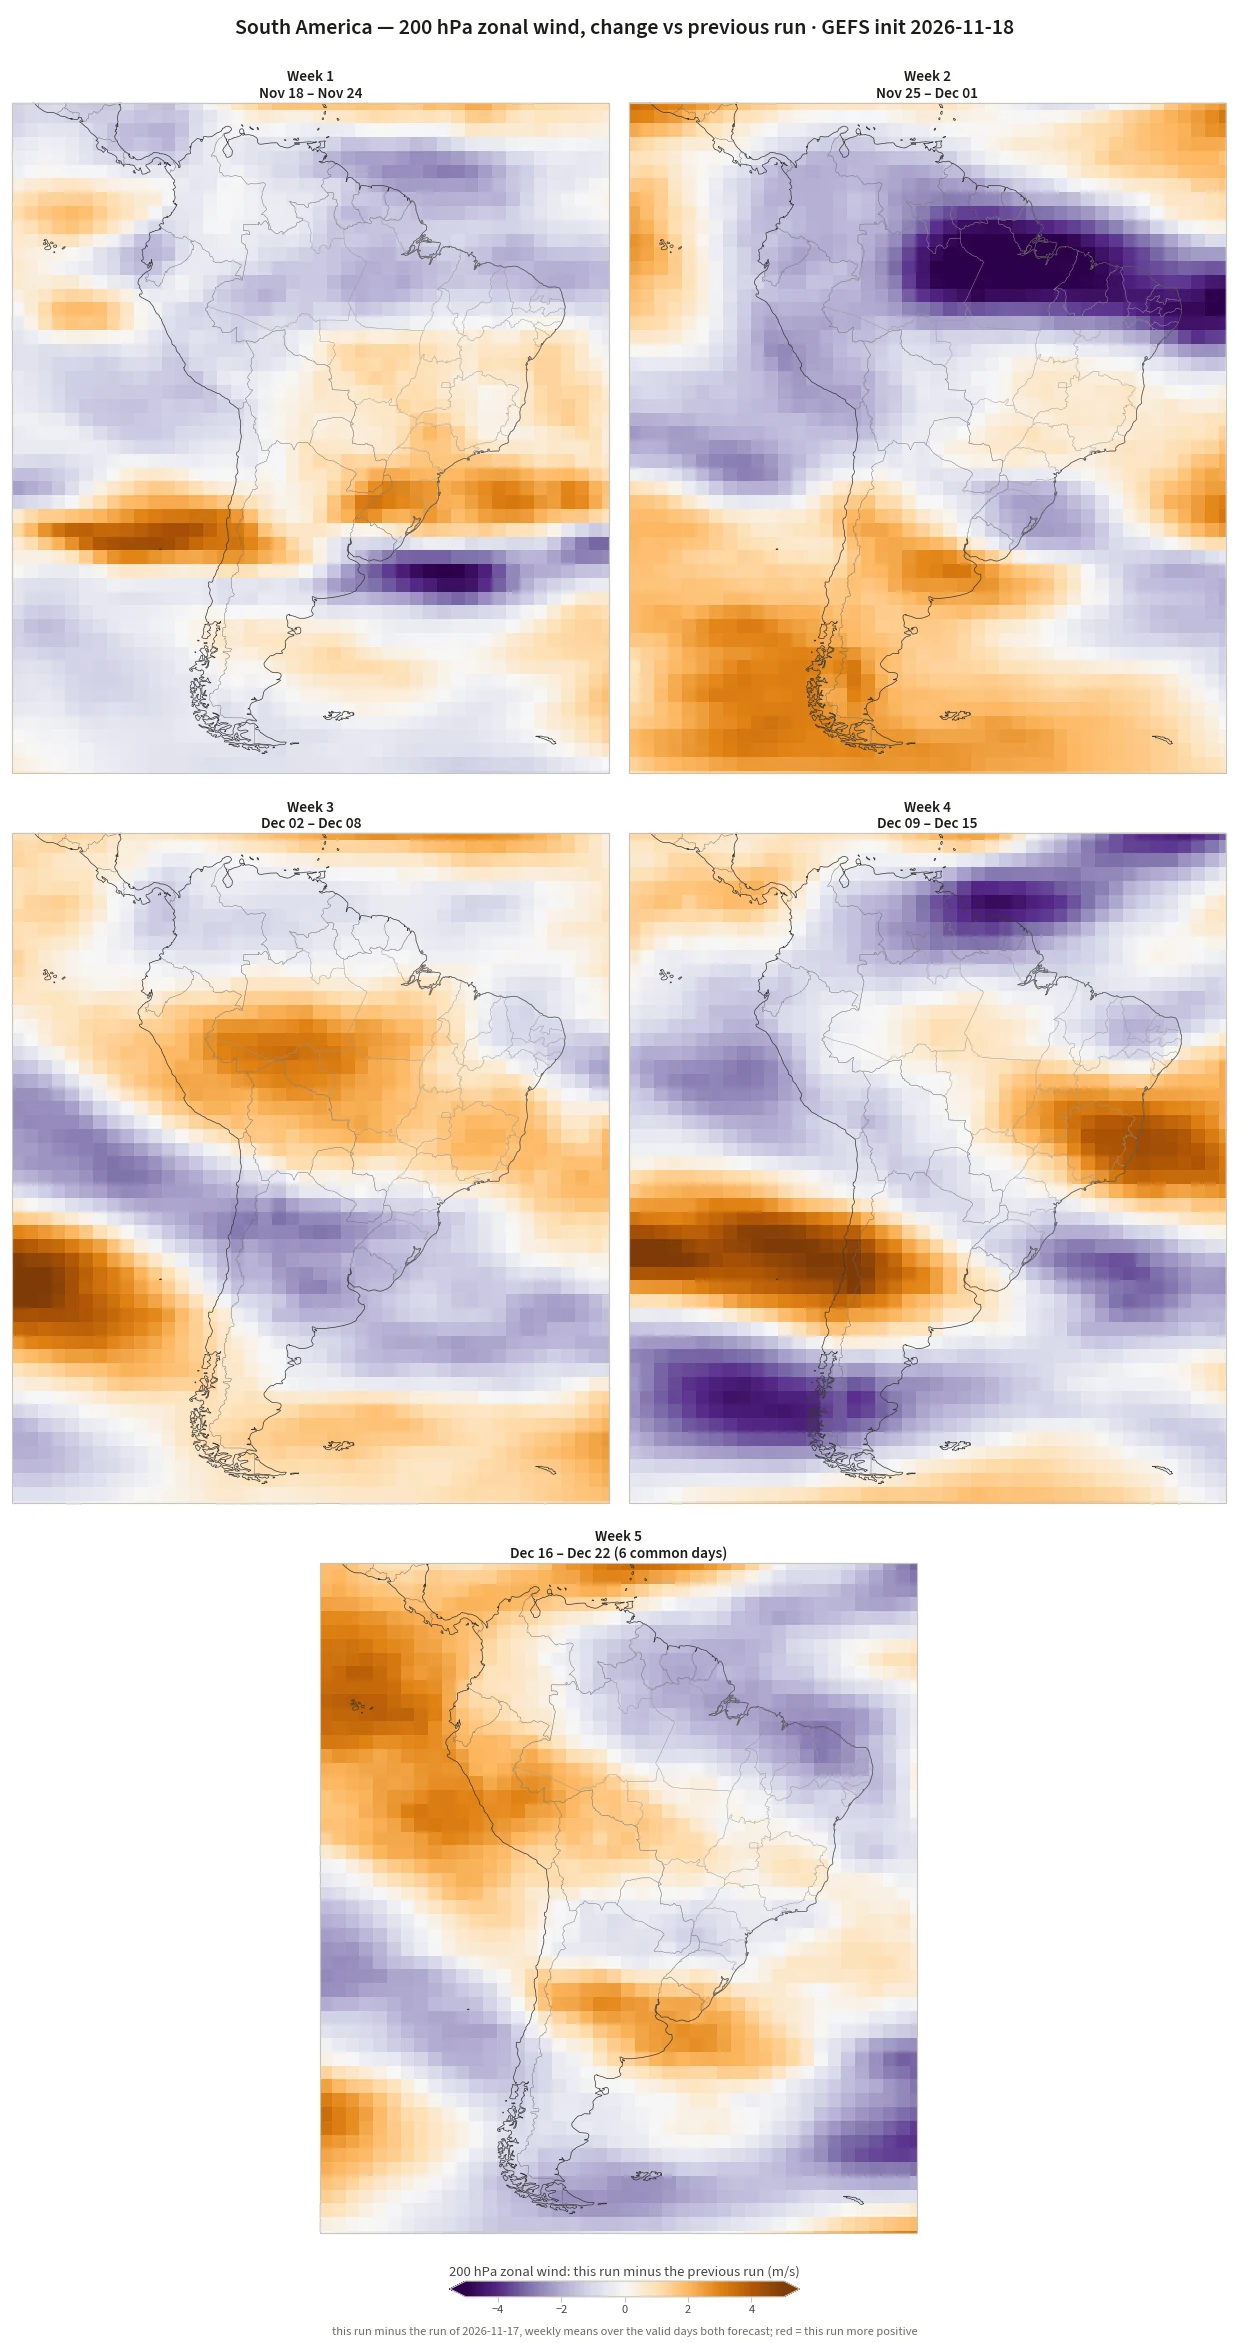 South America — 200 hPa zonal wind, change vs previous run · GEFS init 2026-11-18
Week 1
Nov 18 – Nov 24
Week 2
Nov 25 – Dec 01
Week 3
Dec 02 – Dec 08
Week 4
Dec 09 – Dec 15
Week 5
Dec 16 – Dec 22 (6 common days)
200 hPa zonal wind: this run minus the previous run (m/s)
−4 −2 0 2 4
this run minus the run of 2026-11-17, weekly means over the valid days both forecast; red = this run more positive